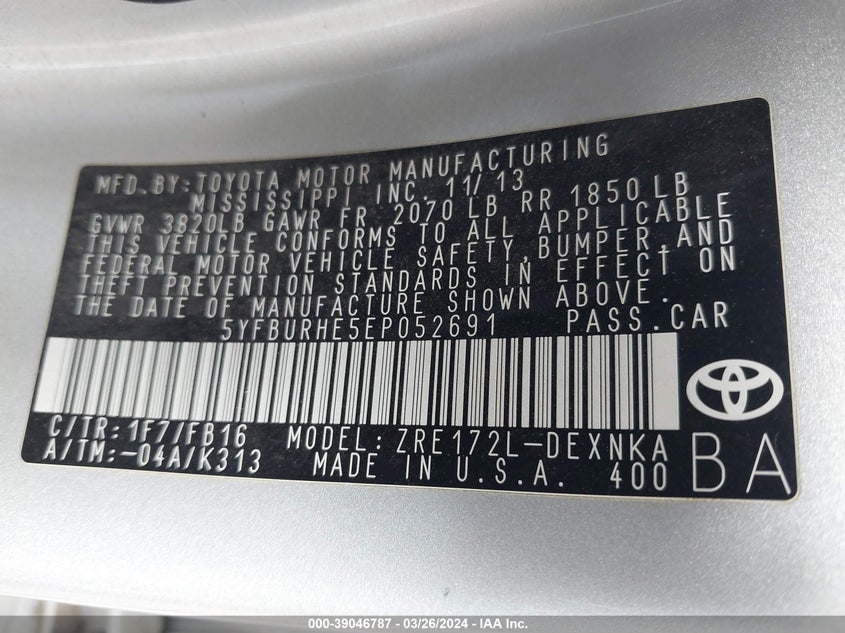 MFD. BY: TOYOTA MOTOR MANUFACTURING
MISSISSIPPI INC. 11/13
GVWR 3820LB GAWR FR 2070 LB RR 1850 LB
THIS VEHICLE CONFORMS TO ALL APPLICABLE
FEDERAL MOTOR VEHICLE SAFETY, BUMPER, AND
THEFT PREVENTION STANDARDS IN EFFECT ON
THE DATE OF MANUFACTURE SHOWN ABOVE.
5YFBURHE5EP052691 PASS. CAR
C/TR: 1F7/FB16 MODEL: ZRE172L-DEXNKA
A/TM: -04A/K313 MADE IN U.S.A. 400 BA
000-39046787 - 03/26/2024 - IAA Inc.